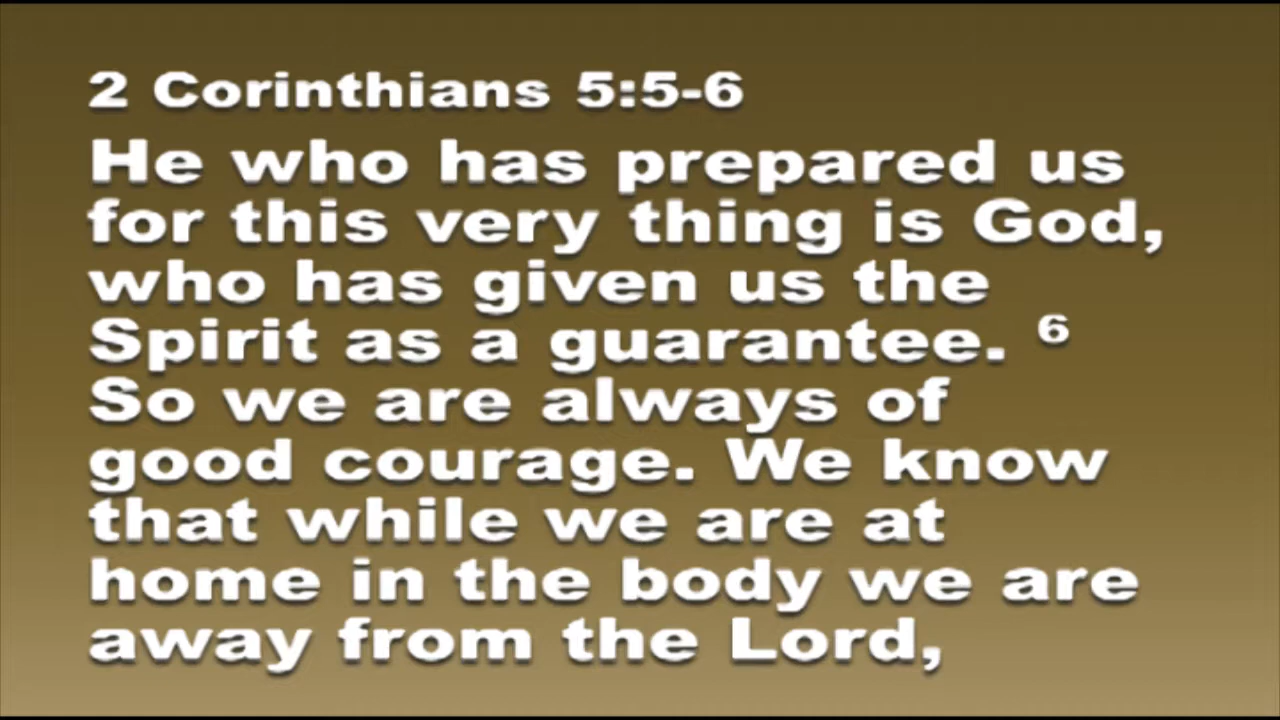 2 Corinthians 5:5-6
He who has prepared us
for this very thing is God,
who has given us the
Spirit as a guarantee. 6
So we are always of
good courage. We know
that while we are at
home in the body we are
away from the Lord,